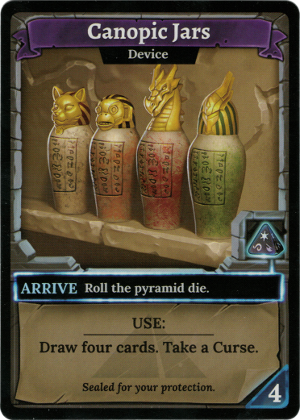 Canopic Jars
Device
ARRIVE Roll the pyramid die.
USE:
Draw four cards. Take a Curse.
Sealed for your protection.
4